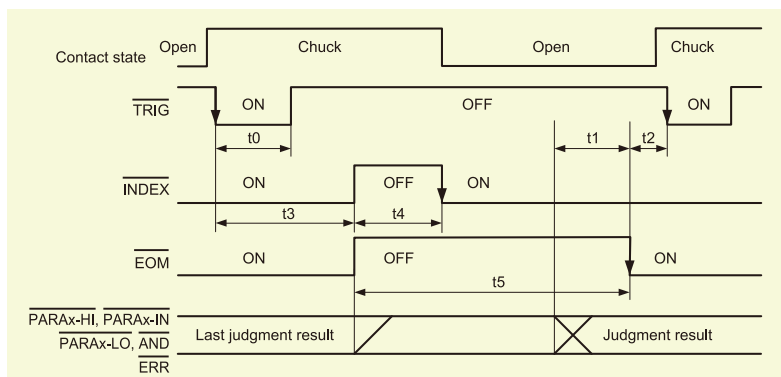 Contact state Open Chuck Open Chuck
TRIG ON OFF ON
t0 t1 t2
INDEX ON OFF ON
t3 t4
EOM ON OFF ON
t5
PARAx-HI, PARAx-IN
PARAx-LO, AND Last judgment result Judgment result
ERR